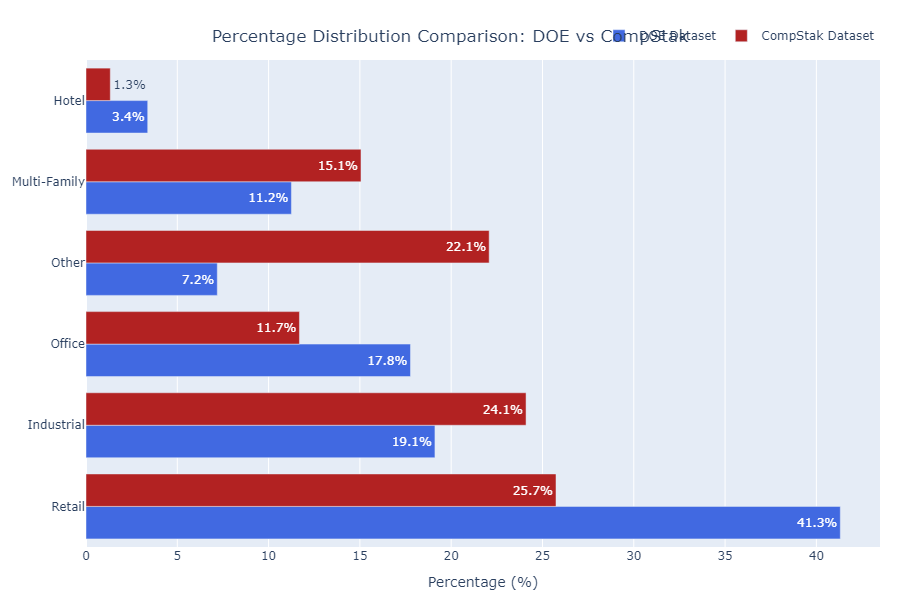 Percentage Distribution Comparison: DOE vs CompStak
DOE Dataset
CompStak Dataset
Hotel
1.3%
3.4%
Multi-Family
15.1%
11.2%
Other
22.1%
7.2%
Office
11.7%
17.8%
Industrial
24.1%
19.1%
Retail
25.7%
41.3%
0 5 10 15 20 25 30 35 40
Percentage (%)